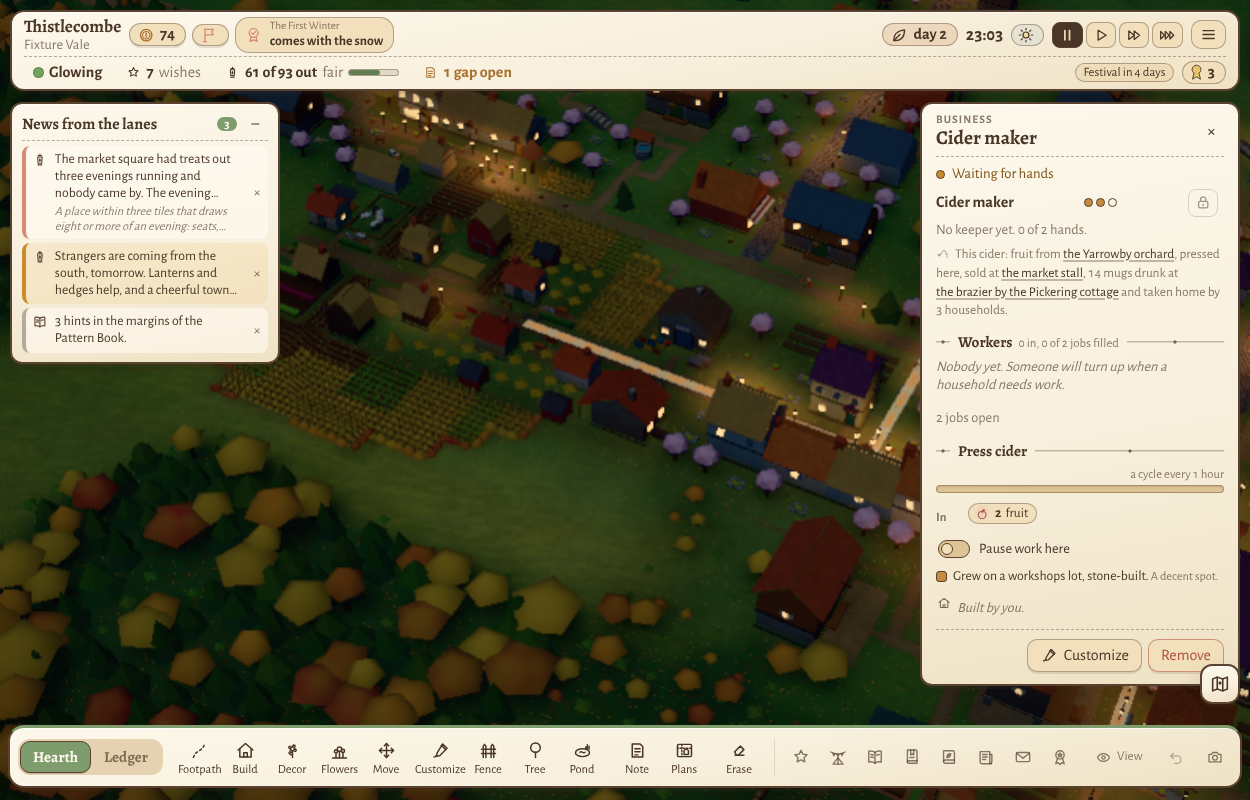 Thistlecombe
Fixture Vale
74
The First Winter
comes with the snow
day 2
23:03
Glowing
7 wishes
61 of 93 out fair
1 gap open
Festival in 4 days
3
News from the lanes
3
The market square had treats out
three evenings running and
nobody came by. The evening...
A place within three tiles that draws
eight or more of an evening: seats,...
Strangers are coming from the
south, tomorrow. Lanterns and
hedges help, and a cheerful town...
3 hints in the margins of the
Pattern Book.
BUSINESS
Cider maker
Waiting for hands
Cider maker
No keeper yet. 0 of 2 hands.
This cider: fruit from the Yarrowby orchard, pressed
here, sold at the market stall, 14 mugs drunk at
the brazier by the Pickering cottage and taken home by
3 households.
Workers 0 in, 0 of 2 jobs filled
Nobody yet. Someone will turn up when a
household needs work.
2 jobs open
Press cider
a cycle every 1 hour
In
2 fruit
Pause work here
Grew on a workshops lot, stone-built. A decent spot.
Built by you.
Customize
Remove
Hearth
Ledger
Footpath
Build
Decor
Flowers
Move
Customize
Fence
Tree
Pond
Note
Plans
Erase
View